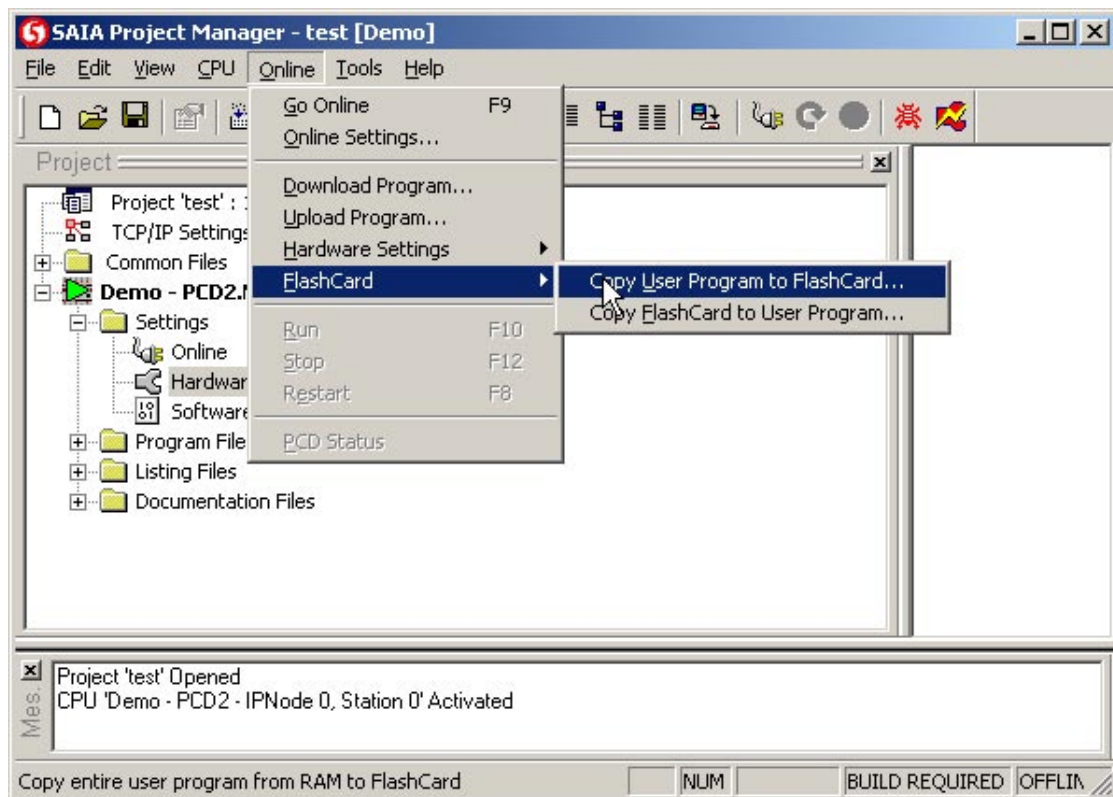 SAIA Project Manager - test [Demo]
File Edit View CPU Online Tools Help
Go Online F9
Online Settings...
Project
Download Program...
Project 'test' :
Upload Program...
TCP/IP Settings
Hardware Settings
Common Files
FlashCard
Copy User Program to FlashCard...
Demo - PCD2.
Copy FlashCard to User Program...
Settings
Run F10
Online
Stop F12
Hardwar
Restart F8
Software
Program File
PCD Status
Listing Files
Documentation Files
Mes.
Project 'test' Opened
CPU 'Demo - PCD2 - IPNode 0, Station 0' Activated
Copy entire user program from RAM to FlashCard NUM BUILD REQUIRED OFFLIN